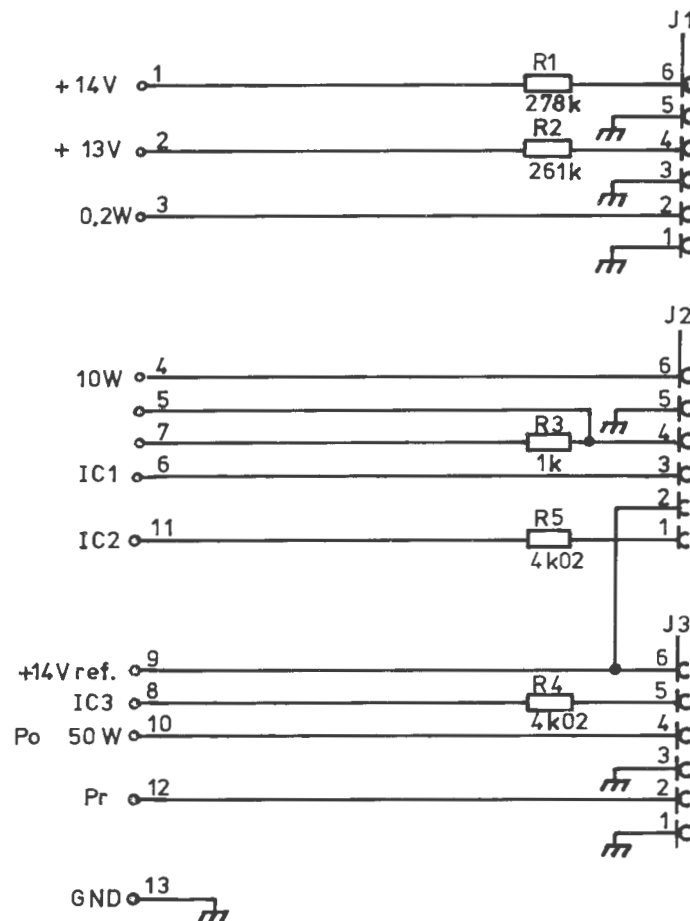 J1
+14V 1 R1 6
278k 5
+ 13V 2 R2 4
261k 3
0,2W 3 2
1
J2
10W 4 6
5 5
7 R3 4
1k
IC1 6 3
2
IC2 11 R5 1
4k02
J3
+14V ref. 9 6
IC3 8 R4 5
4k02
Po 50 W 10 4
3
Pr 12 2
1
GND 13